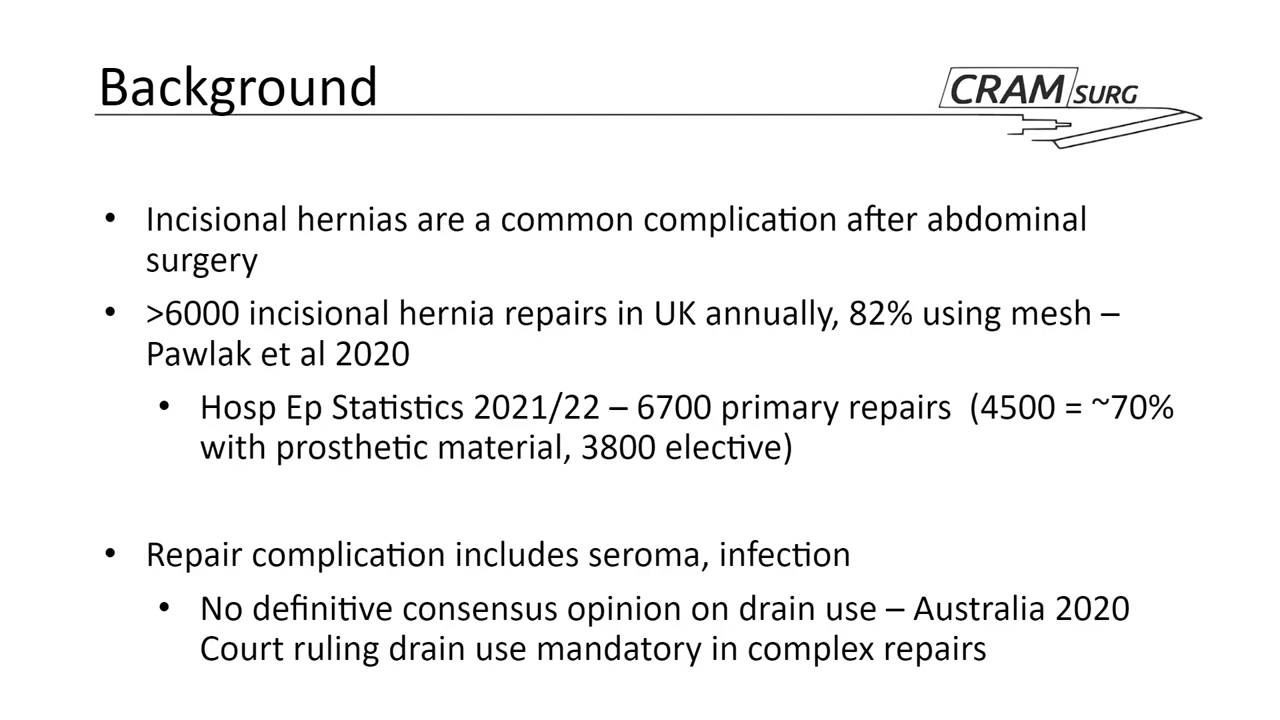 Background
CRAM SURG
• Incisional hernias are a common complication after abdominal
surgery
• >6000 incisional hernia repairs in UK annually, 82% using mesh –
Pawlak et al 2020
• Hosp Ep Statistics 2021/22 – 6700 primary repairs  (4500 = ~70%
with prosthetic material, 3800 elective)
• Repair complication includes seroma, infection
• No definitive consensus opinion on drain use – Australia 2020
Court ruling drain use mandatory in complex repairs